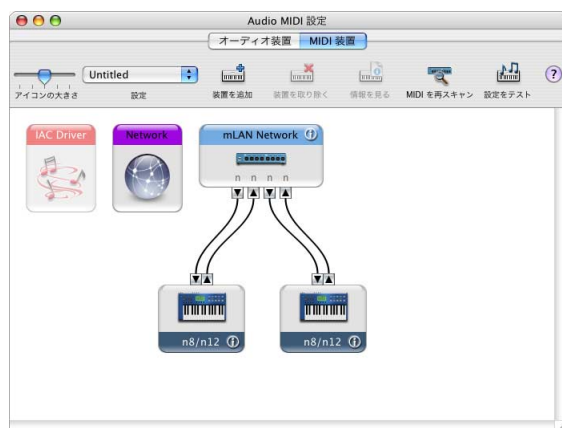 Audio MIDI 設定
オーディオ装置 MIDI 装置
Untitled
?
アイコンの大きさ 設定 装置を追加 装置を取り除く 情報を見る MIDI を再スキャン 設定をテスト
IAC Driver Network mLAN Network
n n n n
n8/n12 n8/n12